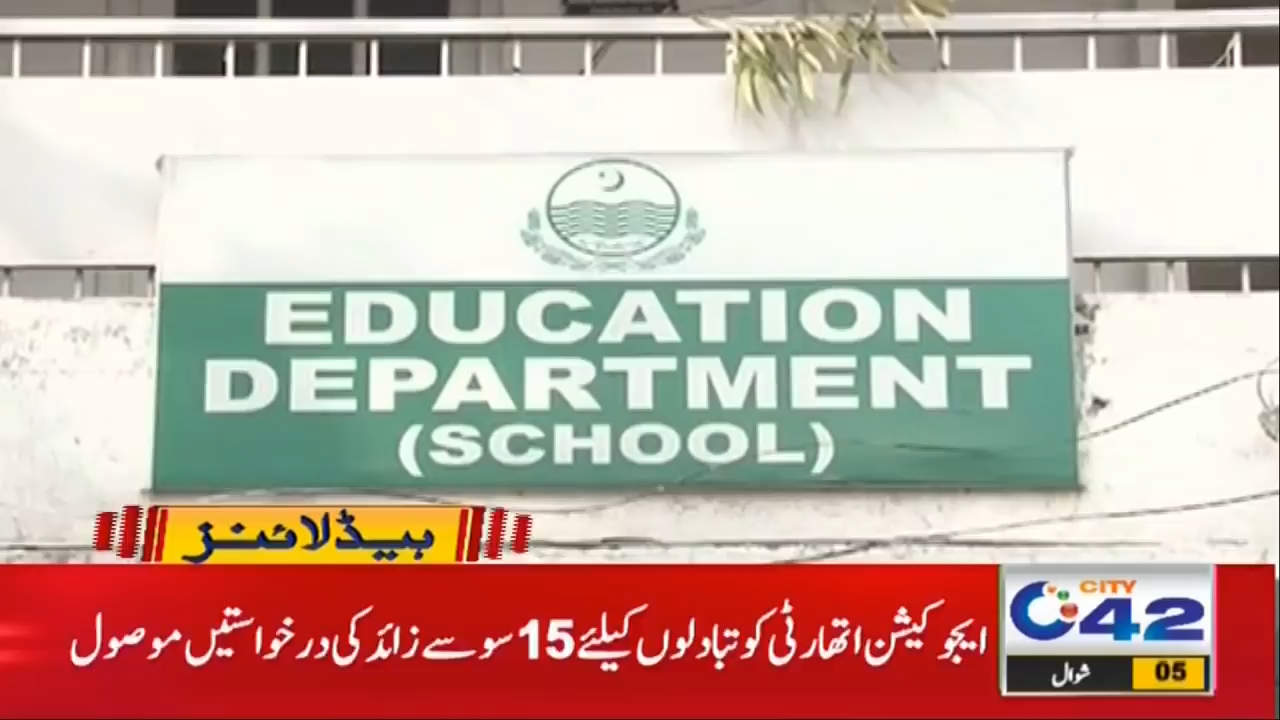 EDUCATION
DEPARTMENT
(SCHOOL)
ہیڈلائنز
ایجوکیشن اتھارٹی کو تبادلوں کیلئے 15 سو سے زائد کی درخواستیں موصول
CITY
42
شوال 05